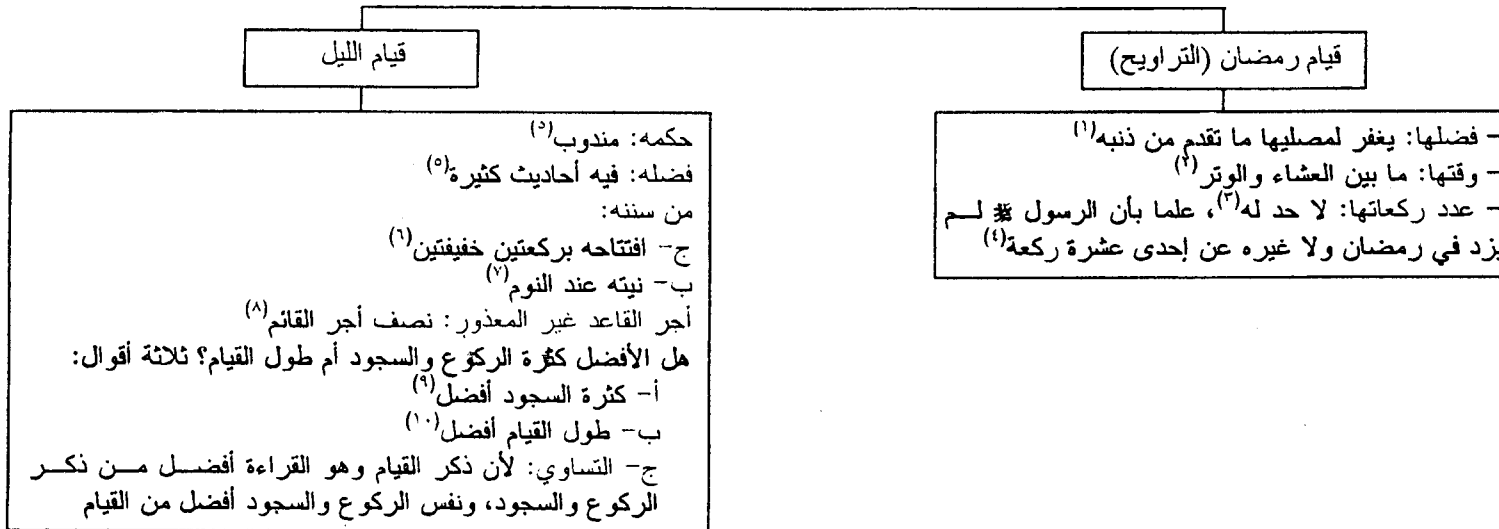 قيام رمضان (التراويح)
- فضلها: يغفر لمصليها ما تقدم من ذنبه(١)
- وقتها: ما بين العشاء والوتر(٢)
- عدد ركعاتها: لا حد له(٣)، علما بأن الرسول ﷺ لم
يزد في رمضان ولا غيره عن إحدى عشرة ركعة(٤)
قيام الليل
حكمه: مندوب(٥)
فضله: فيه أحاديث كثيرة(٥)
من سننه:
ج- افتتاحه بركعتين خفيفتين(٦)
ب- نيته عند النوم(٧)
أجر القاعد غير المعذور: نصف أجر القائم(٨)
هل الأفضل كثرة الركوع والسجود أم طول القيام؟ ثلاثة أقوال:
أ- كثرة السجود أفضل(٩)
ب- طول القيام أفضل(١٠)
ج- التساوي: لأن ذكر القيام وهو القراءة أفضل من ذكر
الركوع والسجود، ونفس الركوع والسجود أفضل من القيام